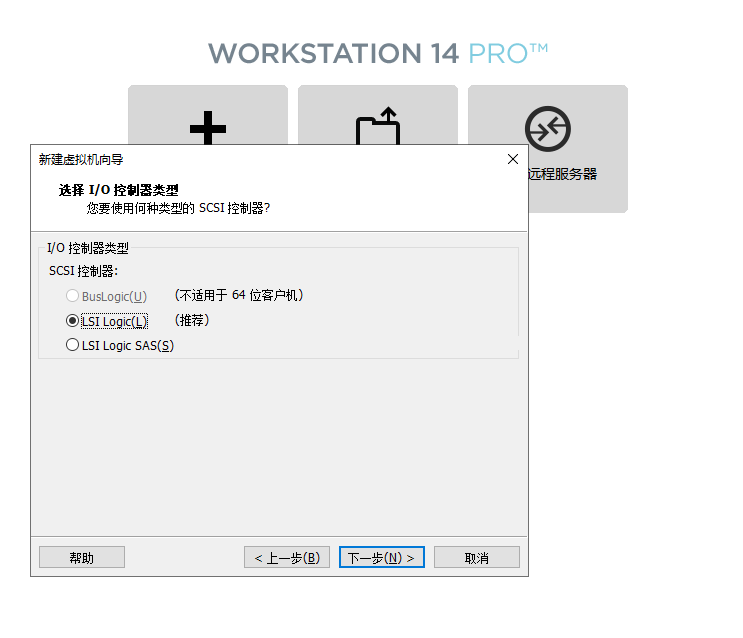 WORKSTATION 14 PRO™
远程服务器
新建虚拟机向导
选择 I/O 控制器类型
您要使用何种类型的 SCSI 控制器?
I/O 控制器类型
SCSI 控制器:
BusLogic(U) (不适用于 64 位客户机)
LSI Logic(L) (推荐)
LSI Logic SAS(S)
帮助 < 上一步(B) 下一步(N) > 取消